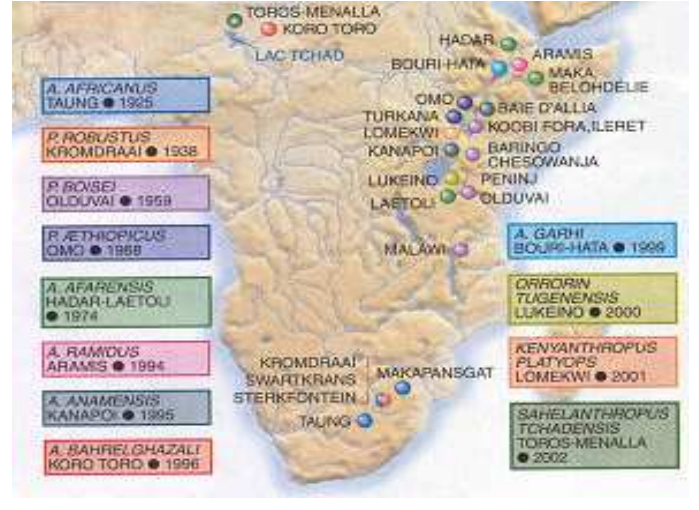 TOROS-MENALLA
KORO TORO
LAC TCHAD
HADAR
ARAMIS
BOURI-HATA
MAKA
BELOHDELIE
OMO
BAIE D'ALLIA
TURKANA
KOOBI FORA, ILERET
LOMEKWI
KANAPOI
BARINGO
CHESOWANJA
LUKEINO
PENINJ
OLDUVAI
LAETOLI
MALAWI
KROMDRAAI
SWARTKRANS
STERKFONTEIN
MAKAPANSGAT
TAUNG
A. AFRICANUS
TAUNG ● 1925
P. ROBUSTUS
KROMDRAAI ● 1938
P. BOISEI
OLDUVAI ● 1959
P. ÆTHIOPICUS
OMO ● 1968
A. AFARENSIS
HADAR-LAETOLI
● 1974
A. RAMIDUS
ARAMIS ● 1994
A. ANAMENSIS
KANAPOI ● 1995
A. BAHRELGHAZALI
KORO TORO ● 1996
A. GARHI
BOURI-HATA ● 1999
ORRORIN
TUGENENSIS
LUKEINO ● 2000
KENYANTHROPUS
PLATYOPS
LOMEKWI ● 2001
SAHELANTHROPUS
TCHADENSIS
TOROS-MENALLA
● 2002